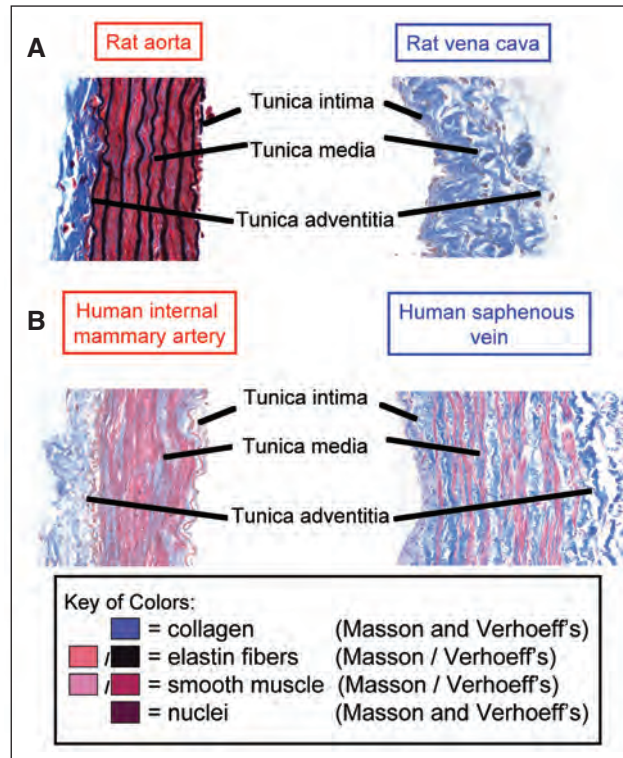 A
Rat aorta
Rat vena cava
Tunica intima
Tunica media
Tunica adventitia
B
Human internal
mammary artery
Human saphenous
vein
Tunica intima
Tunica media
Tunica adventitia
Key of Colors:
= collagen (Masson and Verhoeff's)
/ = elastin fibers (Masson / Verhoeff's)
/ = smooth muscle (Masson / Verhoeff's)
= nuclei (Masson and Verhoeff's)